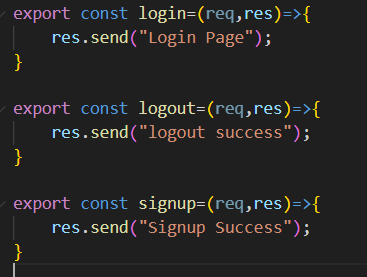 export const login=(req,res)=>{
    res.send("Login Page");
}
export const logout=(req,res)=>{
    res.send("logout success");
}
export const signup=(req,res)=>{
    res.send("Signup Success");
}